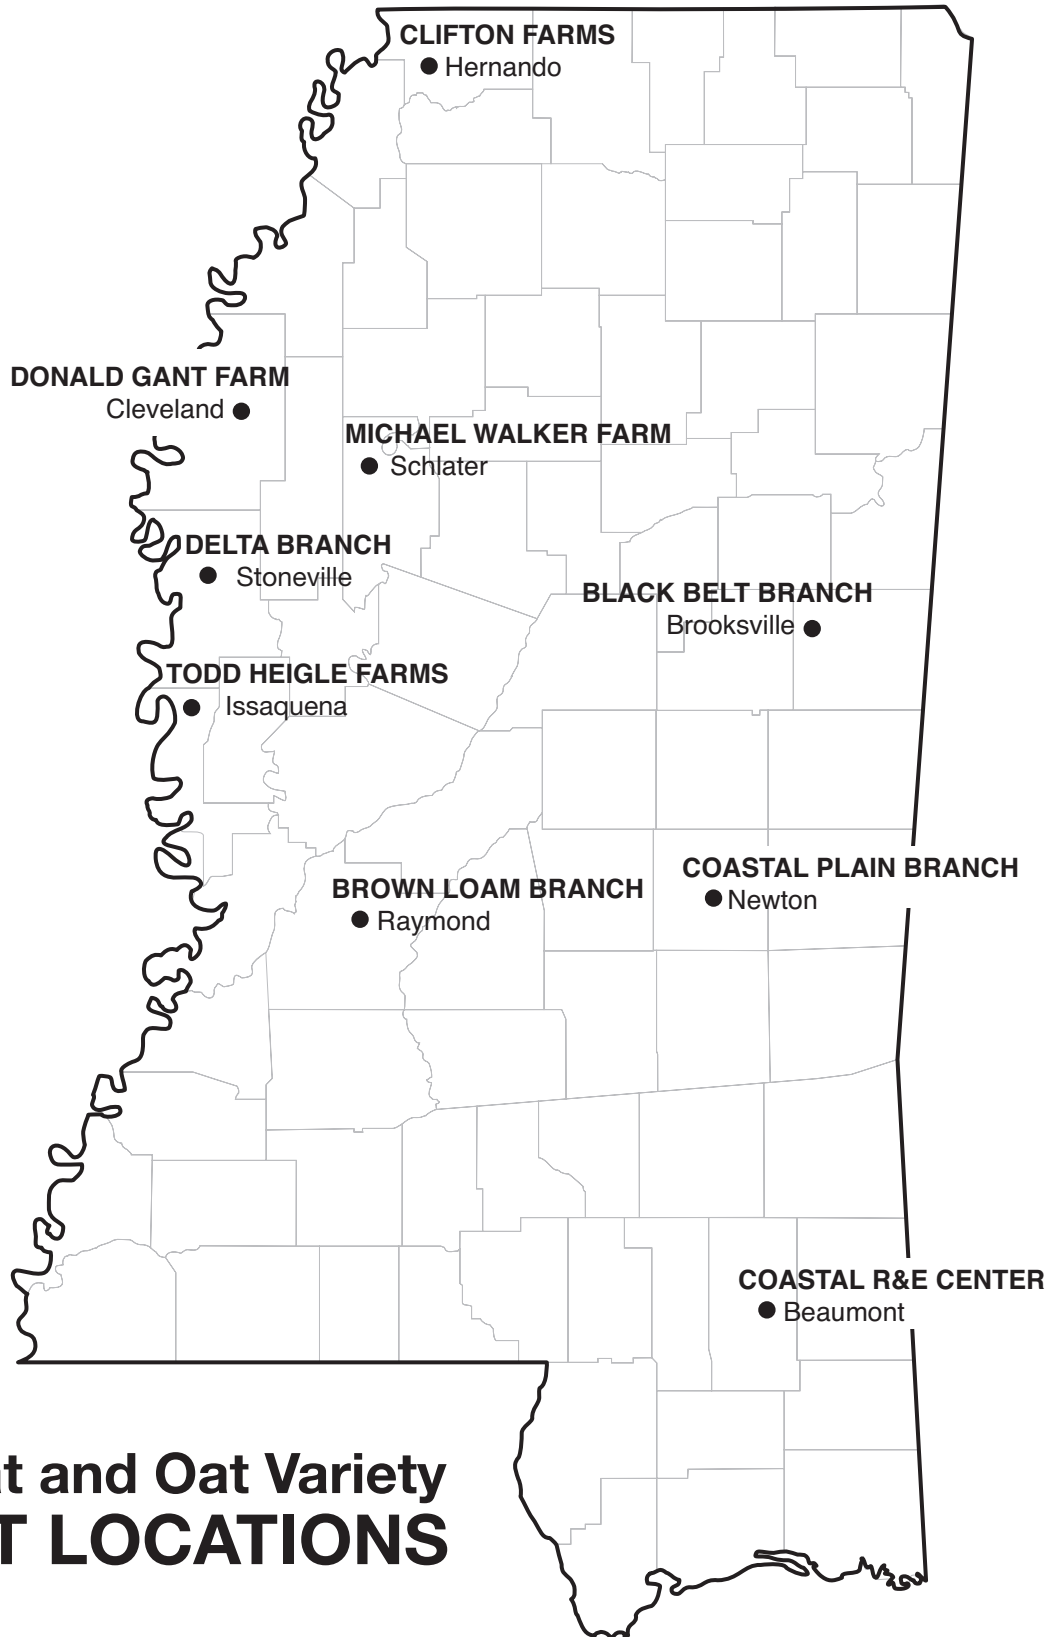 CLIFTON FARMS
Hernando
DONALD GANT FARM
Cleveland
MICHAEL WALKER FARM
Schlater
DELTA BRANCH
Stoneville
BLACK BELT BRANCH
Brooksville
TODD HEIGLE FARMS
Issaquena
COASTAL PLAIN BRANCH
Newton
BROWN LOAM BRANCH
Raymond
COASTAL R&E CENTER
Beaumont
and Oat Variety
LOCATIONS